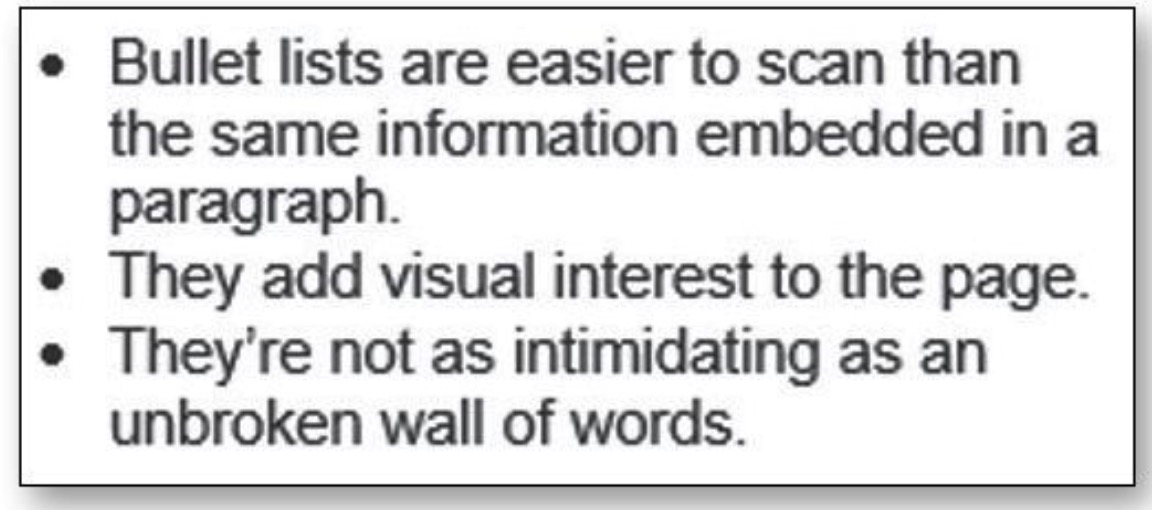 • Bullet lists are easier to scan than
the same information embedded in a
paragraph.
• They add visual interest to the page.
• They're not as intimidating as an
unbroken wall of words.